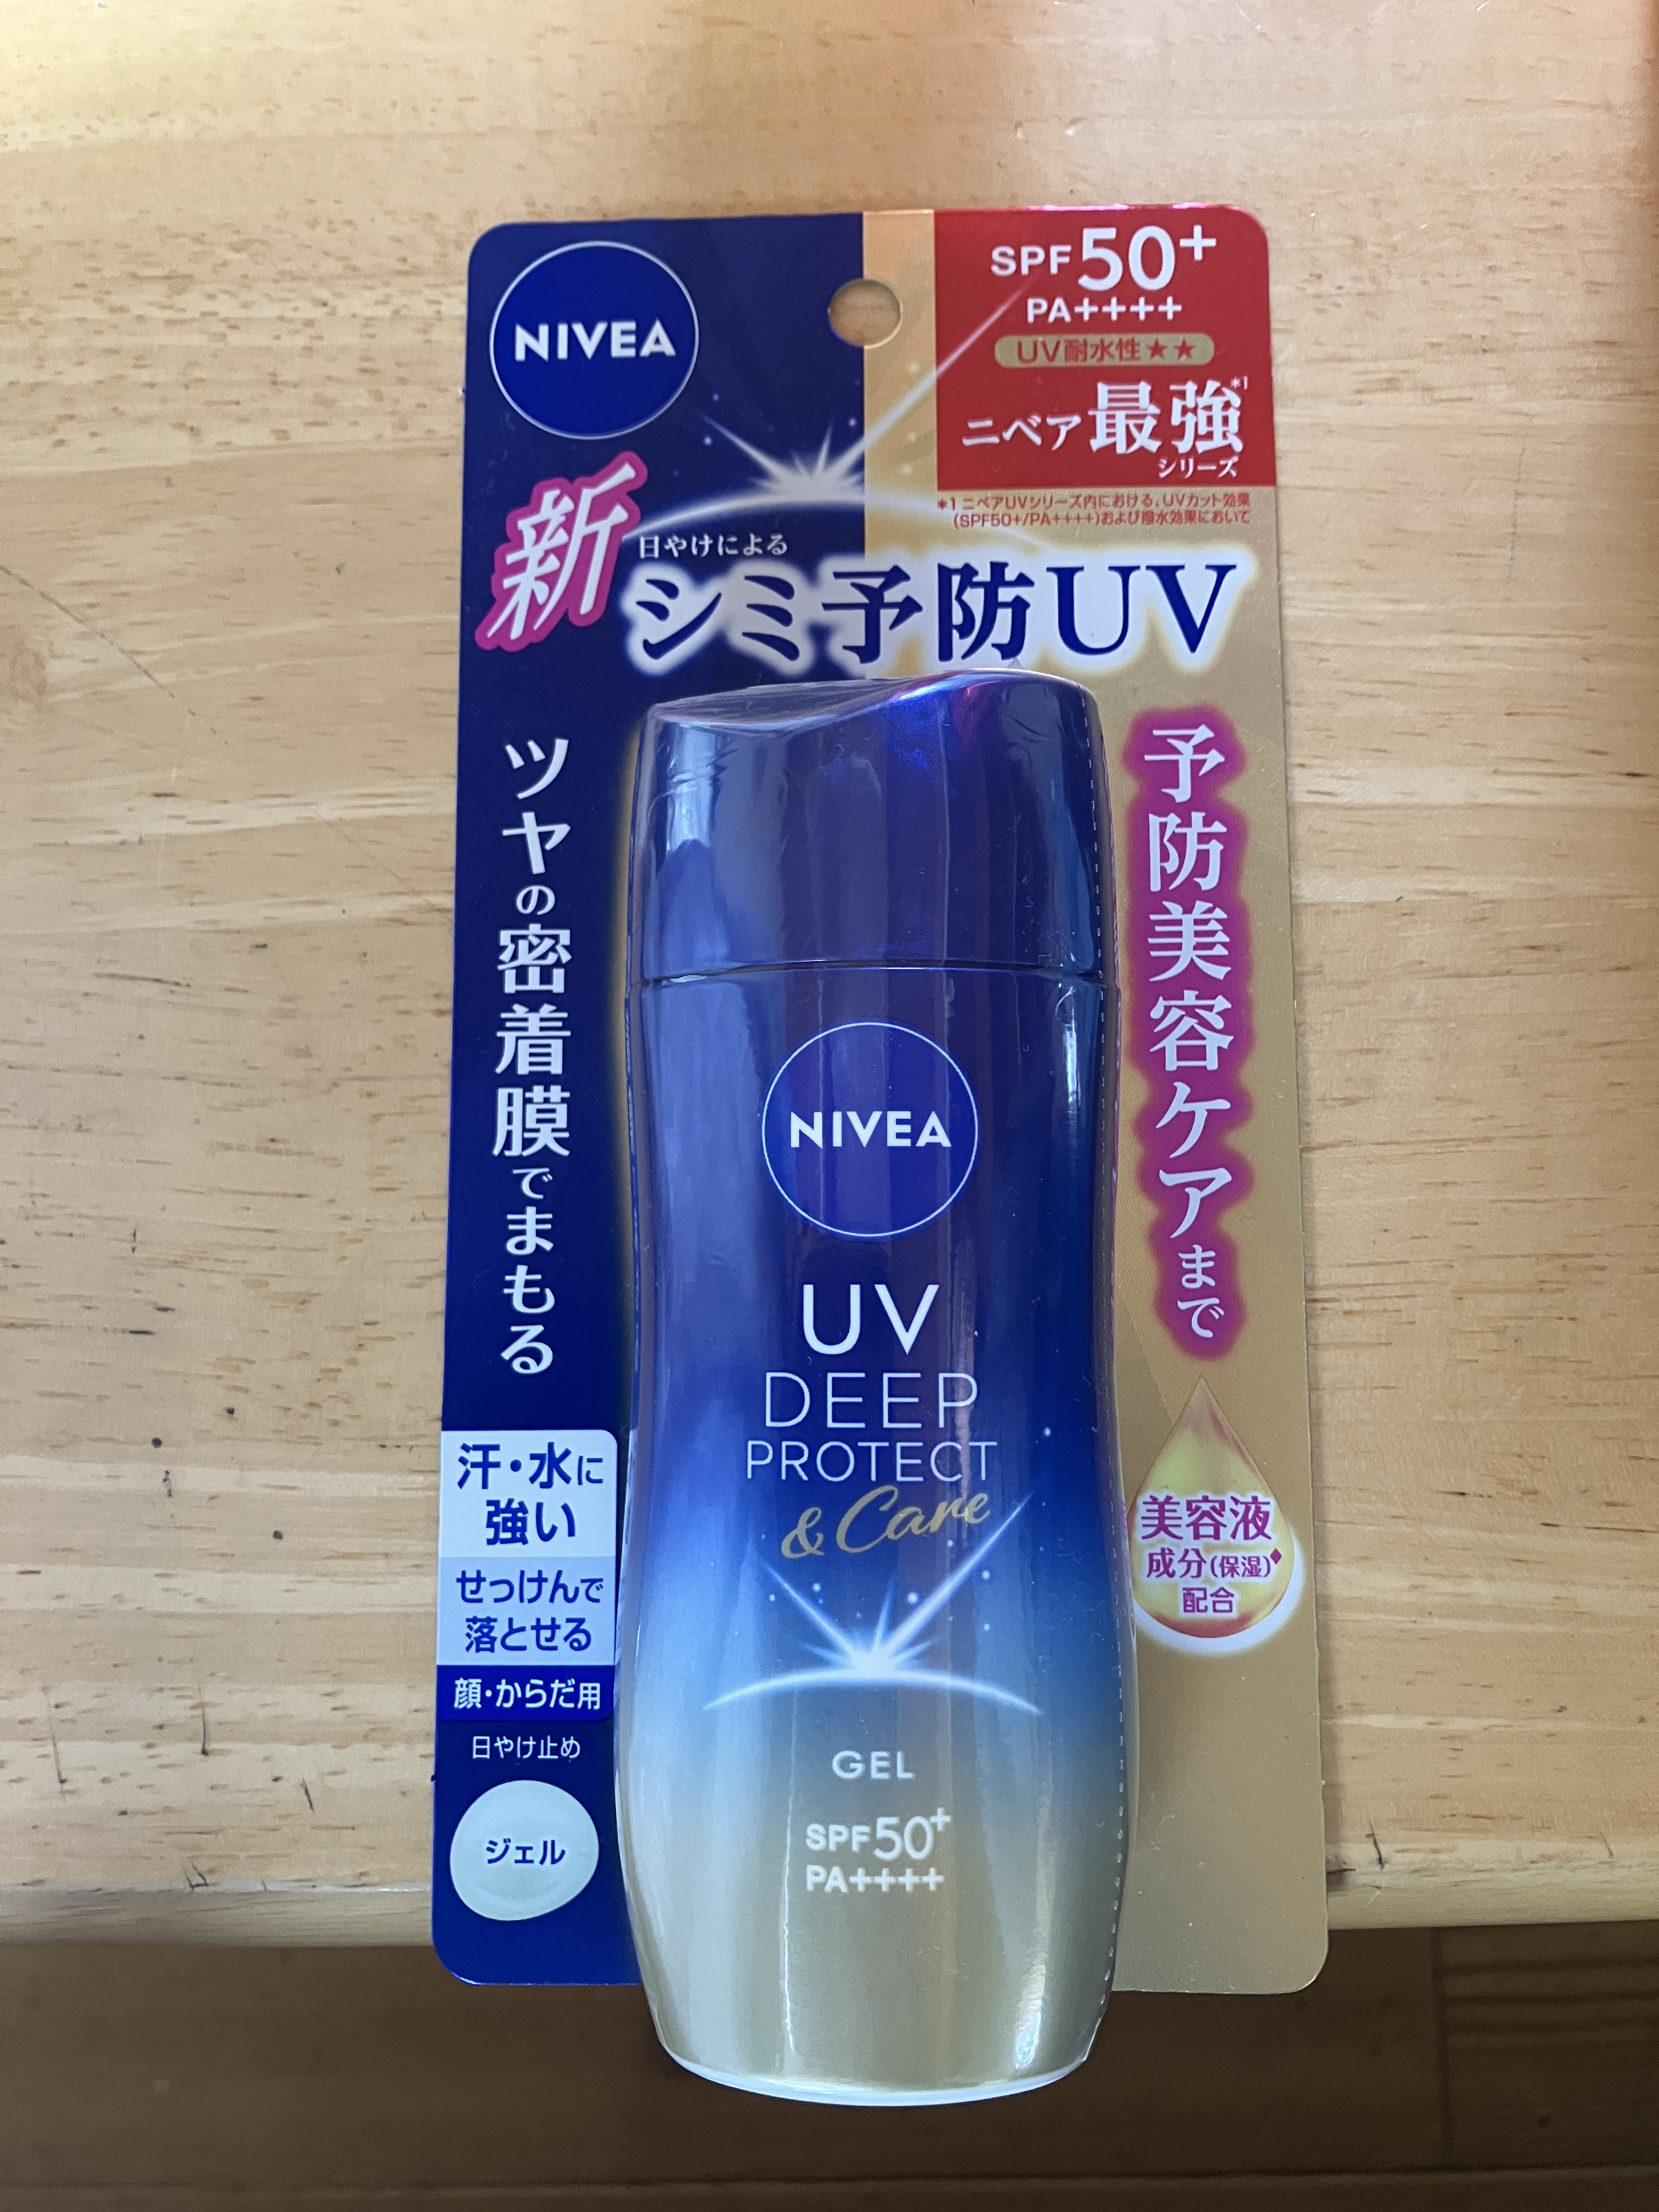 NIVEA
SPF50+
PA++++
UV耐水性★★
ニベア最強*1
シリーズ
*1 ニベアUVシリーズ内における、UVカット効果
(SPF50+/PA++++)および撥水効果において
新
日やけによる
シミ予防UV
ツヤの密着膜でまもる
予防美容ケアまで
NIVEA
UV
DEEP
PROTECT
& Care
GEL
SPF50+
PA++++
汗・水に
強い
せっけんで
落とせる
顔・からだ用
日やけ止め
ジェル
美容液
成分(保湿)◆
配合